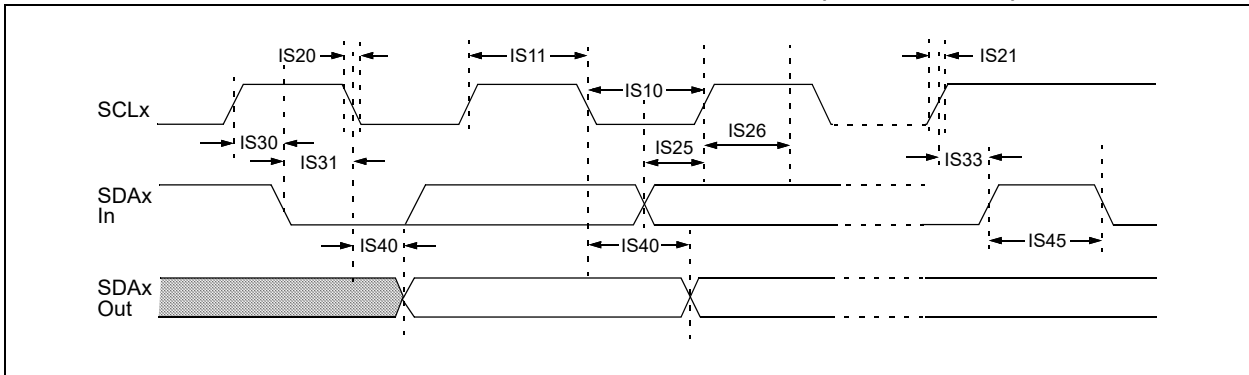 IS20
IS11
IS21
IS10
SCLx
IS26
IS30
IS25
IS31
IS33
SDAx
In
IS40
IS40
IS45
SDAx
Out